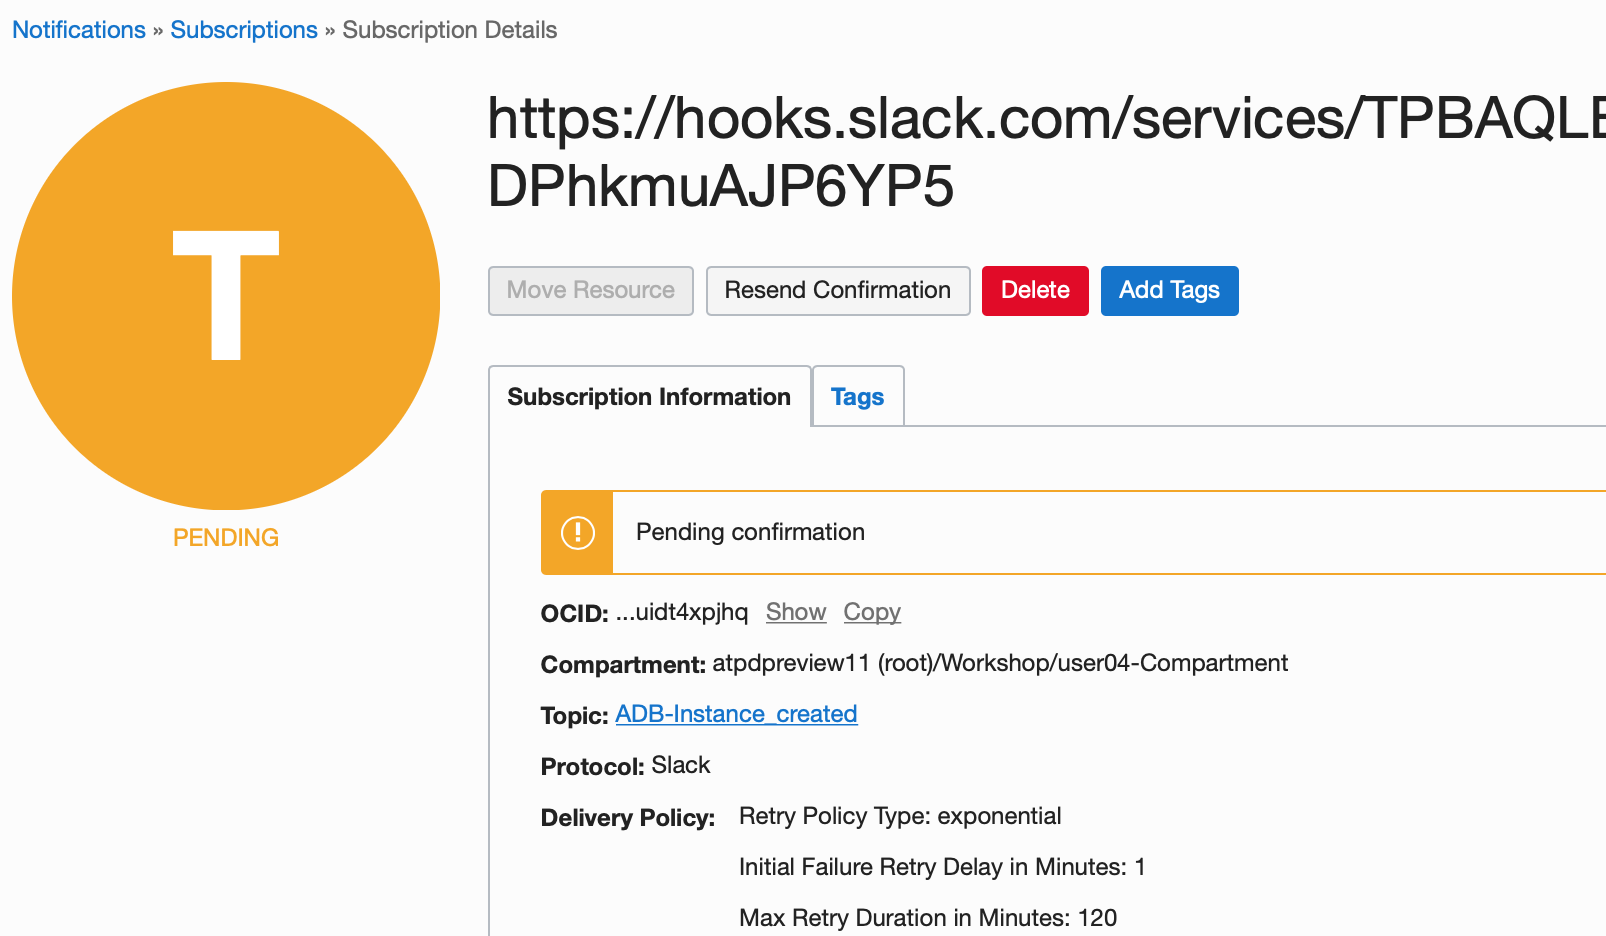 Notifications » Subscriptions » Subscription Details
T
PENDING
https://hooks.slack.com/services/TPBAQLE
DPhkmuAJP6YP5
Move Resource Resend Confirmation Delete Add Tags
Subscription Information Tags
Pending confirmation
OCID: ...uidt4xpjhq Show Copy
Compartment: atpdpreview11 (root)/Workshop/user04-Compartment
Topic: ADB-Instance_created
Protocol: Slack
Delivery Policy: Retry Policy Type: exponential
Initial Failure Retry Delay in Minutes: 1
Max Retry Duration in Minutes: 120